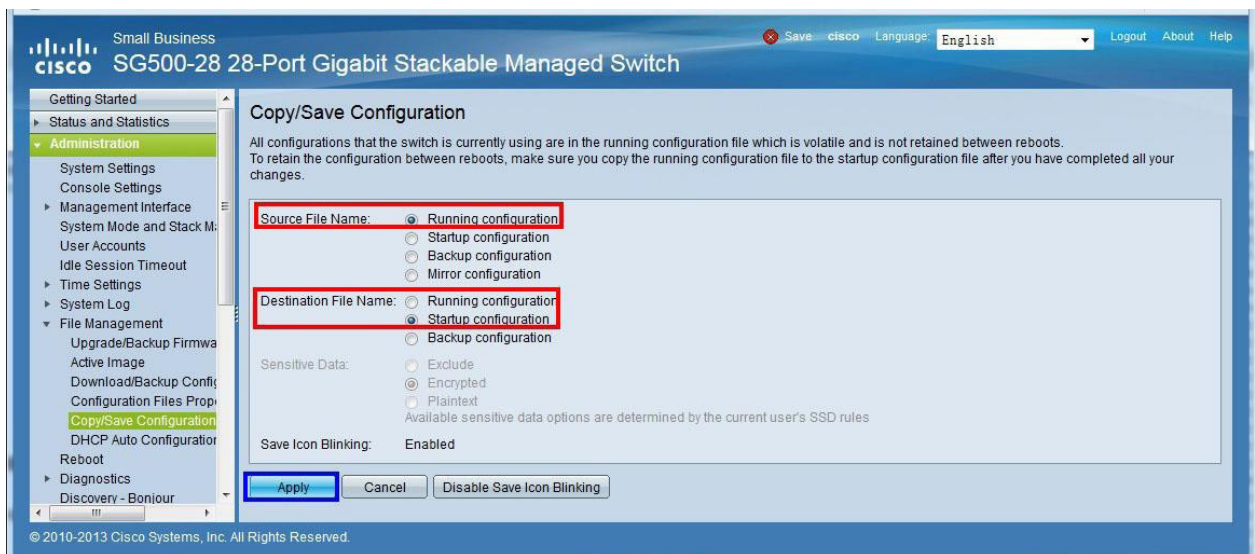 Small Business
cisco SG500-28 28-Port Gigabit Stackable Managed Switch
Save cisco Language: English Logout About Help
Getting Started
Status and Statistics
Administration
System Settings
Console Settings
Management Interface
System Mode and Stack M
User Accounts
Idle Session Timeout
Time Settings
System Log
File Management
Upgrade/Backup Firmwa
Active Image
Download/Backup Config
Configuration Files Prop
Copy/Save Configuration
DHCP Auto Configuration
Reboot
Diagnostics
Discovery - Bonjour
Copy/Save Configuration
All configurations that the switch is currently using are in the running configuration file which is volatile and is not retained between reboots.
To retain the configuration between reboots, make sure you copy the running configuration file to the startup configuration file after you have completed all your
changes.
Source File Name: Running configuration
Startup configuration
Backup configuration
Mirror configuration
Destination File Name: Running configuration
Startup configuration
Backup configuration
Sensitive Data: Exclude
Encrypted
Plaintext
Available sensitive data options are determined by the current user's SSD rules
Save Icon Blinking: Enabled
Apply Cancel Disable Save Icon Blinking
© 2010-2013 Cisco Systems, Inc. All Rights Reserved.